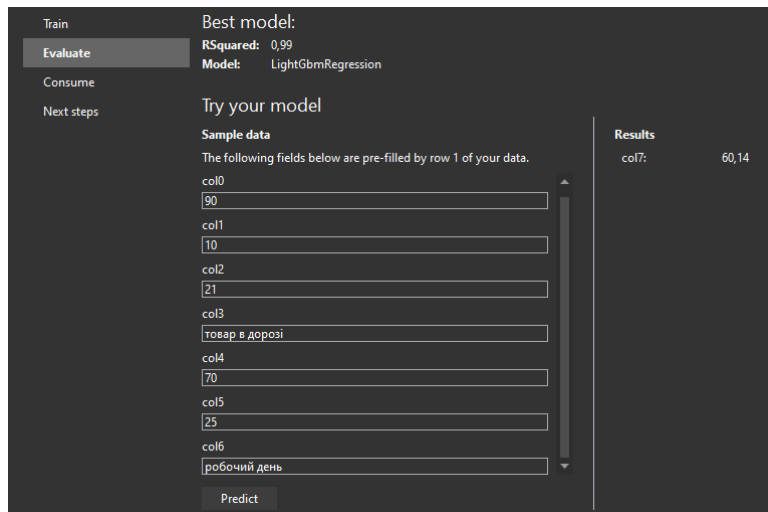 Train
Evaluate
Consume
Next steps
Best model:
RSquared: 0,99
Model: LightGbmRegression
Try your model
Sample data
The following fields below are pre-filled by row 1 of your data.
col0
90
col1
10
col2
21
col3
товар в дорозі
col4
70
col5
25
col6
робочий день
Predict
Results
col7: 60,14